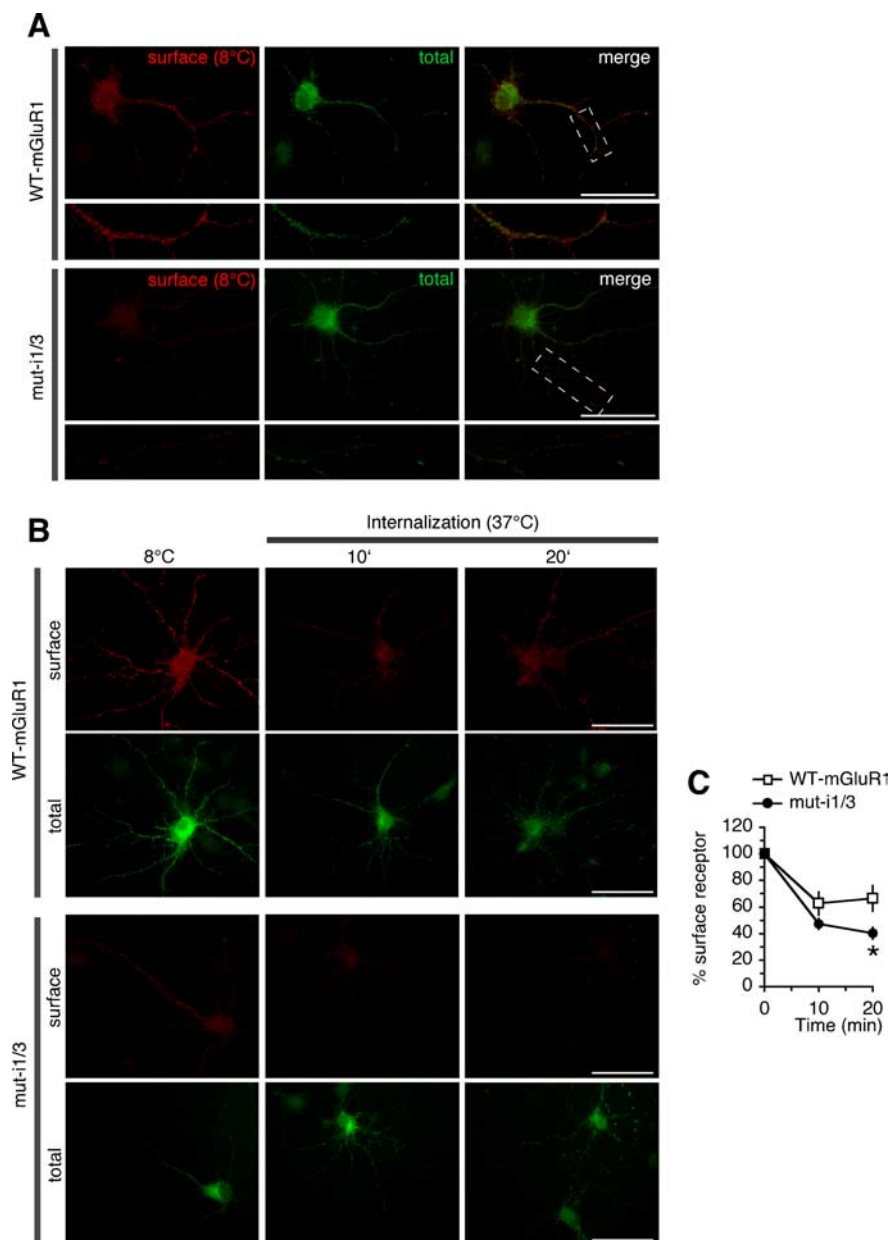 A
WT-mGluR1
surface (8°C)
total
merge
mut-i1/3
surface (8°C)
total
merge
B
Internalization (37°C)
8°C
10‘
20‘
WT-mGluR1
surface
total
mut-i1/3
surface
total
C
WT-mGluR1
mut-i1/3
% surface receptor
120
100
80
60
40
20
0
*
0
10
20
Time (min)